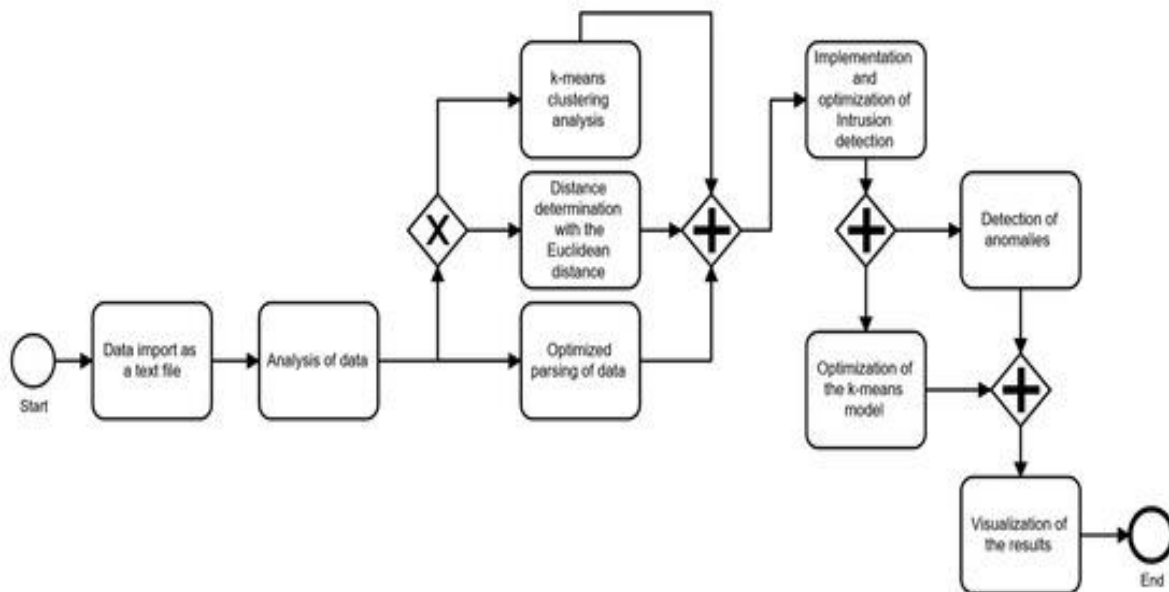 Start
Data import as
a text file
Analysis of data
X
k-means
clustering
analysis
Distance
determination
with the
Euclidean
distance
Optimized
parsing of data
Implementation
and
optimization of
Intrusion
detection
Detection of
anomalies
Optimization of
the k-means
model
Visualization of
the results
End